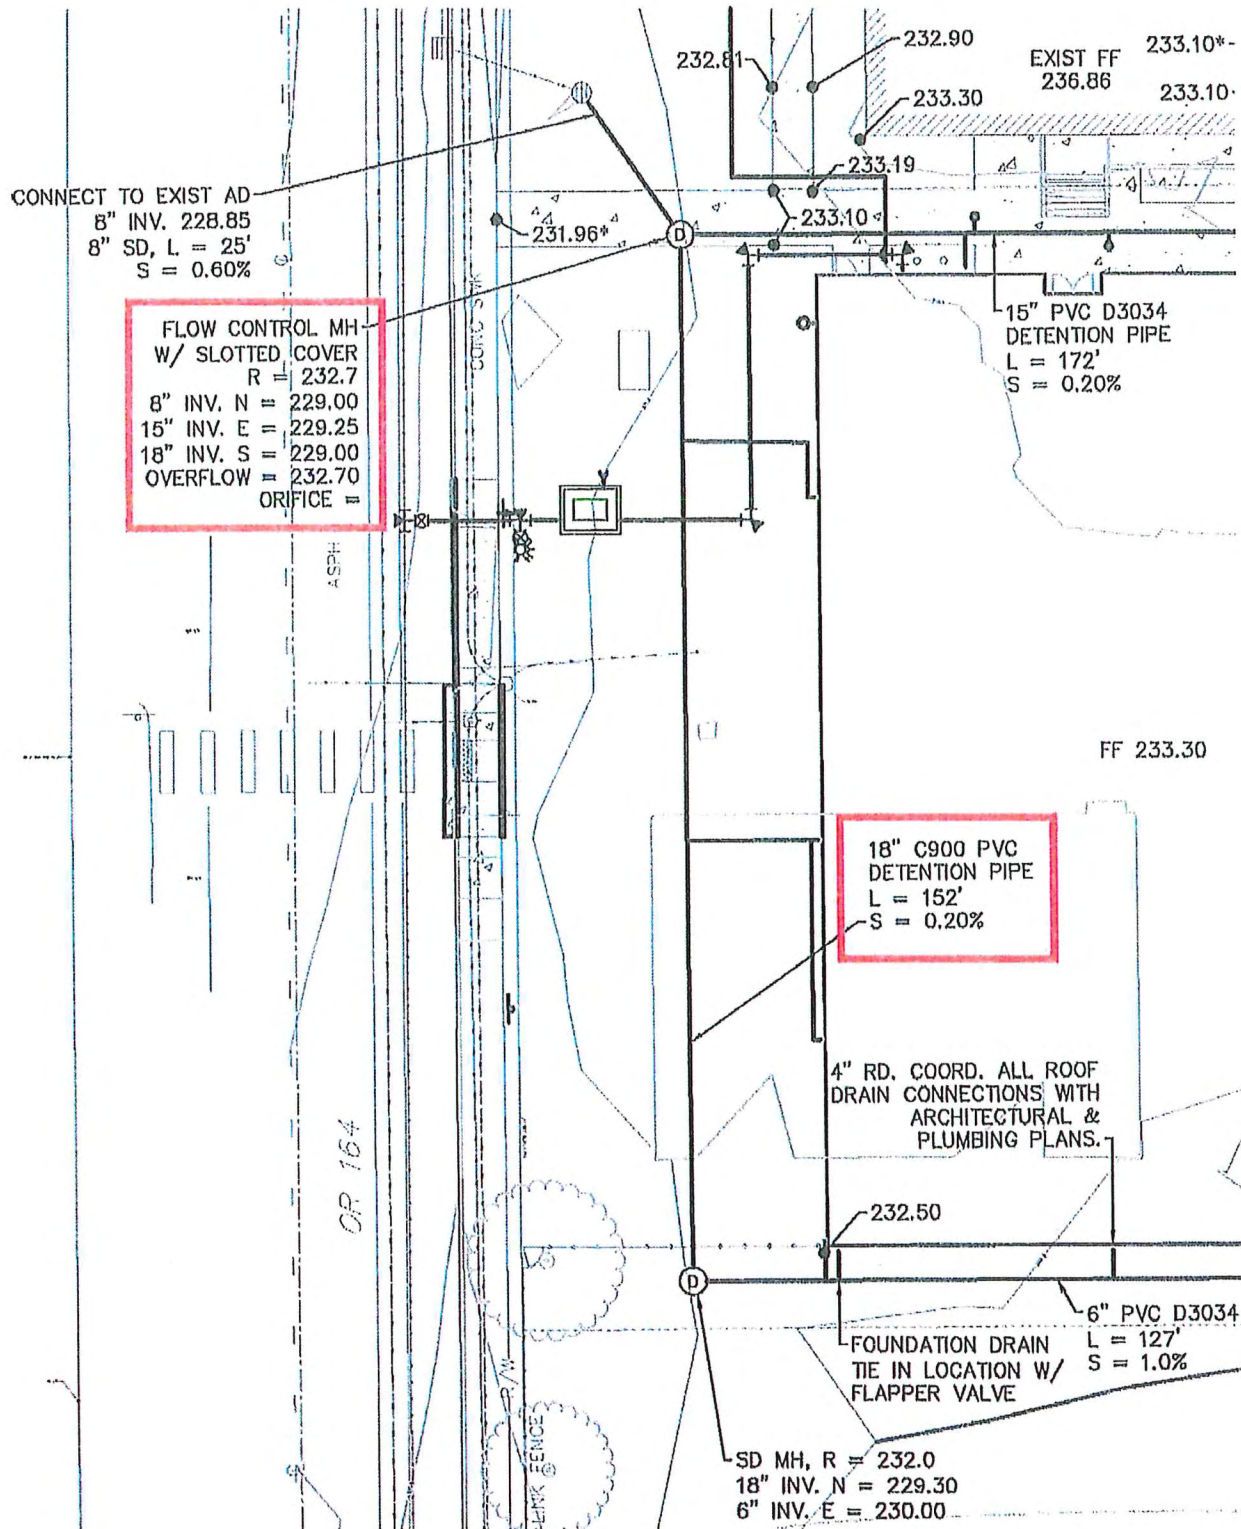 232.81
232.90
EXIST FF
236.86
233.10*
233.10
233.30
233.19
233.10
231.96*
CONNECT TO EXIST AD
8" INV. 228.85
8" SD, L = 25'
S = 0.60%
FLOW CONTROL MH
W/ SLOTTED COVER
R = 232.7
8" INV. N = 229.00
15" INV. E = 229.25
18" INV. S = 229.00
OVERFLOW = 232.70
ORIFICE =
15" PVC D3034
DETENTION PIPE
L = 172'
S = 0.20%
D
ASPH
FF 233.30
18" C900 PVC
DETENTION PIPE
L = 152'
S = 0.20%
OR 164
4" RD. COORD. ALL ROOF
DRAIN CONNECTIONS WITH
ARCHITECTURAL &
PLUMBING PLANS.
232.50
D
6" PVC D3034
L = 127'
S = 1.0%
FOUNDATION DRAIN
TIE IN LOCATION W/
FLAPPER VALVE
R/W
FENCE
SD MH, R = 232.0
18" INV. N = 229.30
6" INV. E = 230.00